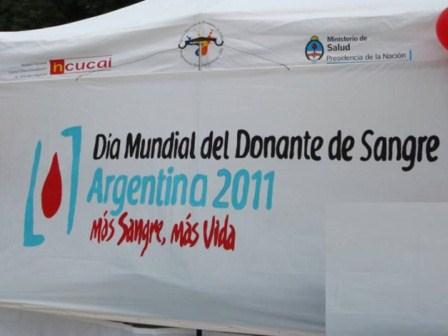 incucai
Ministerio de
Salud
Presidencia de la Nación
Día Mundial del Donante de Sangre
Argentina 2011
Más Sangre, Más Vida